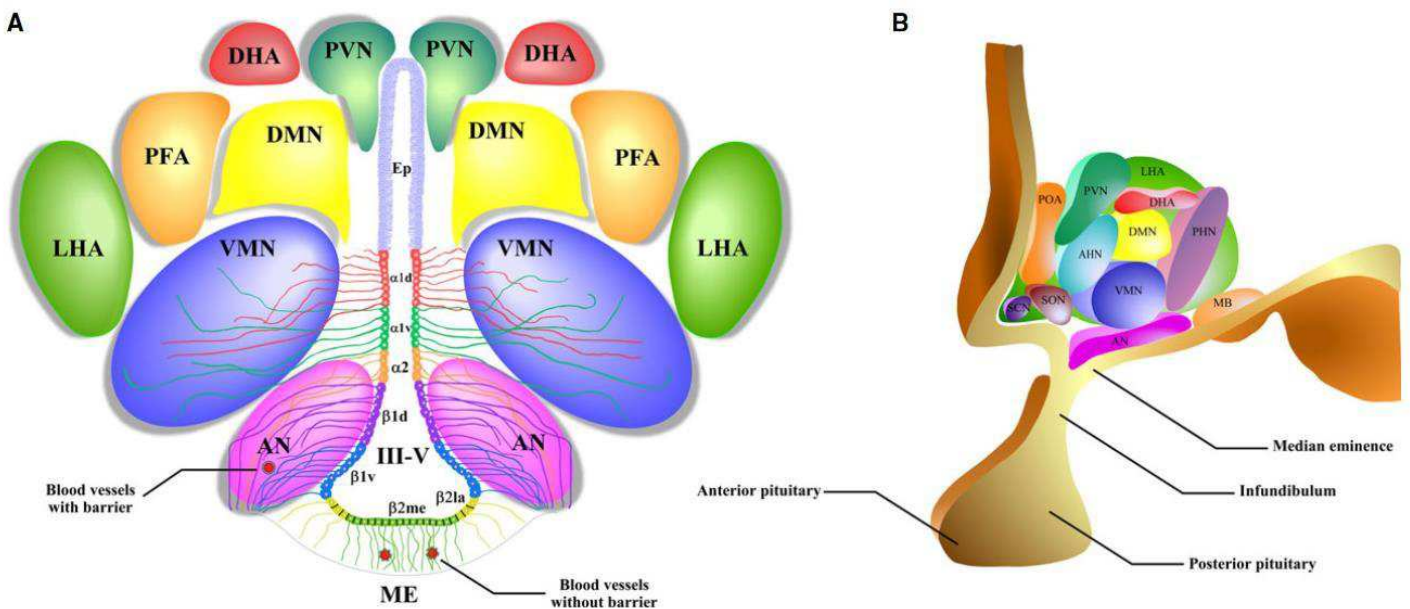 A
DHA
PVN
PVN
DHA
PFA
DMN
DMN
PFA
Ep
LHA
VMN
VMN
LHA
α1d
α1v
α2
β1d
AN
AN
III-V
β1v
β2la
β2me
Blood vessels
with barrier
ME
Blood vessels
without barrier
B
LHA
PVN
POA
DHA
DMN
PHN
AHN
VMN
SCN
SON
MB
AN
Median eminence
Anterior pituitary
Infundibulum
Posterior pituitary